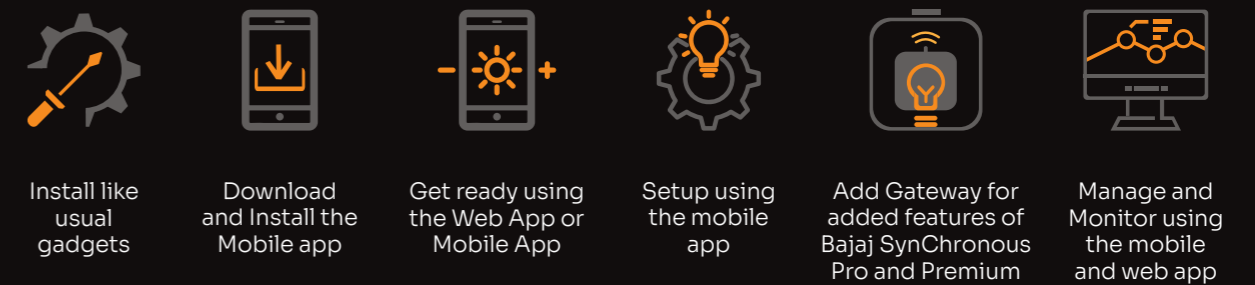 Install like
usual
gadgets
Download
and Install the
Mobile app
Get ready using
the Web App or
Mobile App
Setup using
the mobile
app
Add Gateway for
added features of
Bajaj SynChronous
Pro and Premium
Manage and
Monitor using
the mobile
and web app